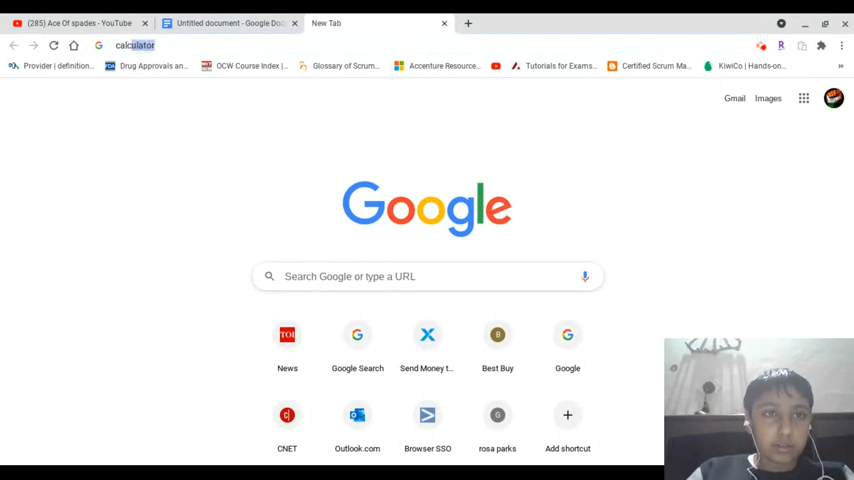 (285) Ace Of spades - YouTube
Untitled document - Google Do
New Tab
calculator
Provider | definition...
FDA Drug Approvals an...
OCW Course Index |...
Glossary of Scrum...
Accenture Resource...
Tutorials for Exams...
Certified Scrum Ma...
KiwiCo | Hands-on...
»
Gmail Images
Google
Search Google or type a URL
TOI
X
B
News
Google Search
Send Money t...
Best Buy
Google
G
CNET
Outlook.com
Browser SSO
rosa parks
Add shortcut